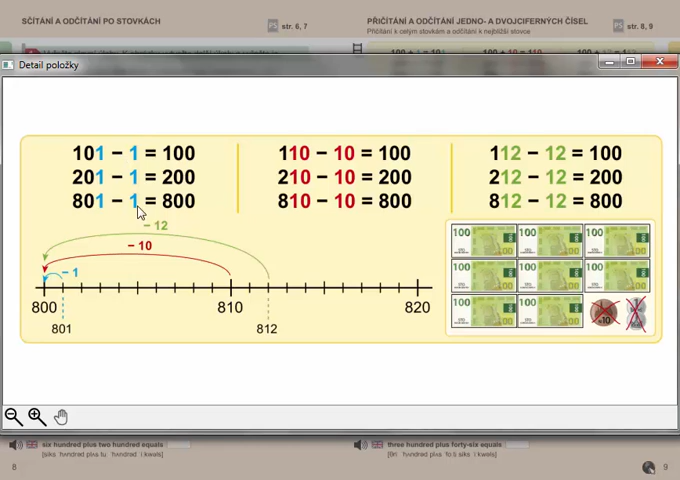 SČÍTÁNÍ A ODČÍTÁNÍ PO STOVKÁCH
PS str. 6, 7
PŘIČÍTÁNÍ A ODČÍTÁNÍ JEDNO- A DVOJCIFERNÝCH ČÍSEL
Přičítání k celým stovkám a odčítání k nejbližší stovce
PS str. 8, 9
Detail položky
101 − 1 = 100
201 − 1 = 200
801 − 1 = 800
110 − 10 = 100
210 − 10 = 200
810 − 10 = 800
112 − 12 = 100
212 − 12 = 200
812 − 12 = 800
− 12
− 10
− 1
800 810 820
801 812
100 100 100
100 100 100
100 100
six hundred plus two hundred equals
three hundred plus forty-six equals
8
9